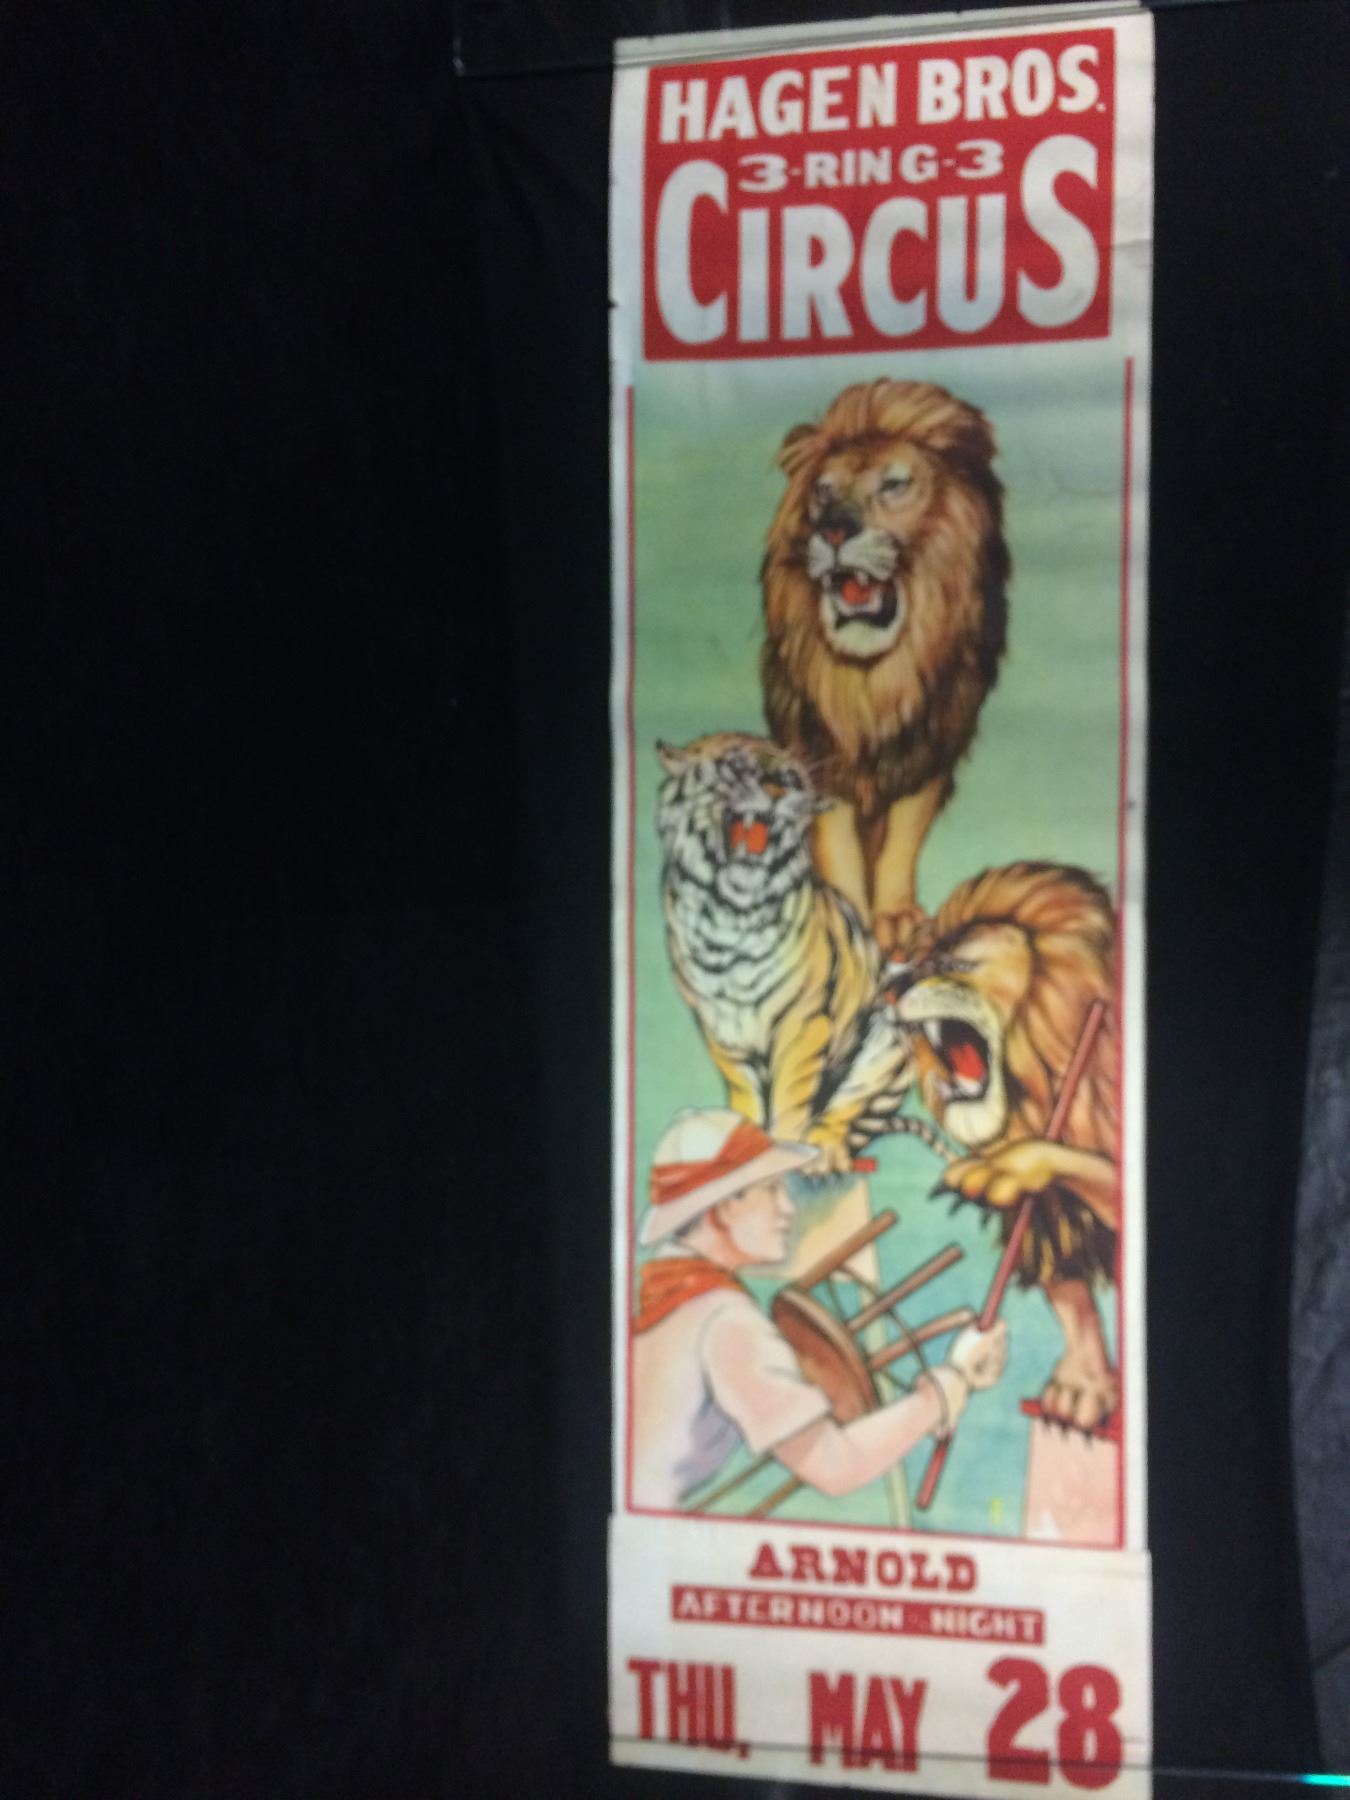 HAGEN BROS.
3-RING-3
CIRCUS
ARNOLD
AFTERNOON - NIGHT
THU, MAY 28